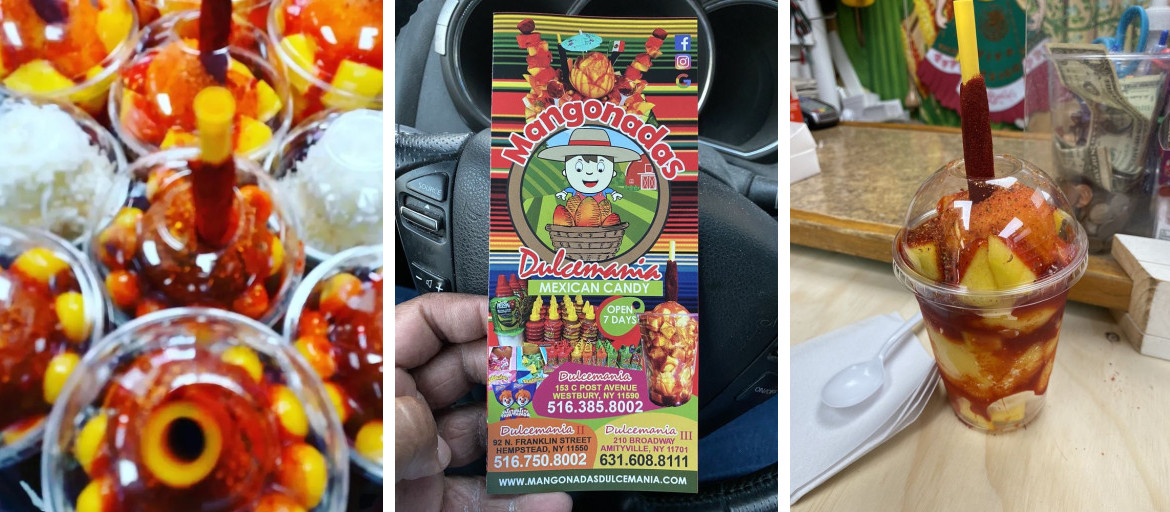 Mangonadas
Dulcemania
MEXICAN CANDY
OPEN
7 DAYS
Dulcemania
153 C POST AVENUE
WESTBURY, NY 11590
516.385.8002
Dulcemania II
92 N. FRANKLIN STREET
HEMPSTEAD, NY 11550
516.750.8002
Dulcemania III
210 BROADWAY
AMITYVILLE, NY 11701
631.608.8111
WWW.MANGONADASDULCEMANIA.COM
SOURCE